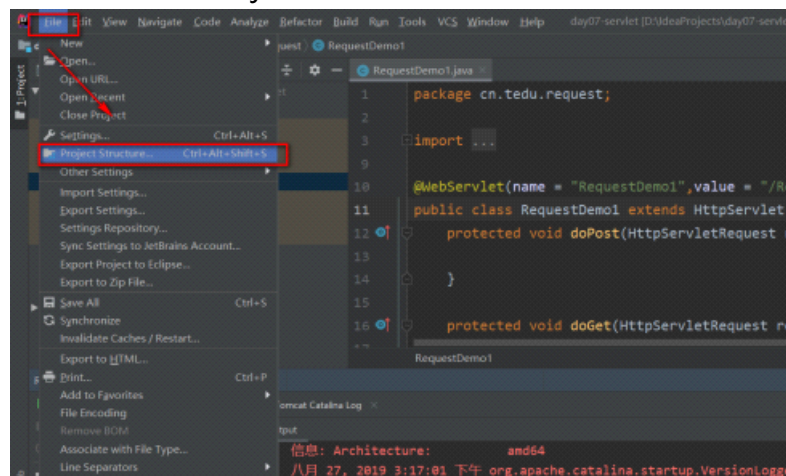 File Edit View Navigate Code Analyze Refactor Build Run Tools VCS Window Help day07-servlet [D:\IdeaProjects\day07-servle
New
RequestDemo1
Open...
RequestDemo1.java
Open URL...
1: Project
Open Recent
1 package cn.tedu.request;
Close Project
2
Settings... Ctrl+Alt+S
3 import ...
Project Structure... Ctrl+Alt+Shift+S
9
Other Settings
10 @WebServlet(name = "RequestDemo1",value = "/R
Import Settings...
Export Settings...
11 public class RequestDemo1 extends HttpServlet
Settings Repository...
12 protected void doPost(HttpServletRequest
Sync Settings to JetBrains Account...
13
Export Project to Eclipse...
Export to Zip File...
14 }
Save All Ctrl+S
15
Synchronize
16 protected void doGet(HttpServletRequest re
Invalidate Caches / Restart...
Export to HTML...
RequestDemo1
Print... Ctrl+P
Add to Favorites
Tomcat Catalina Log
File Encoding
Remove BOM
Associate with File Type...
信息: Architecture: amd64
Line Separators
八月 27, 2019 3:17:01 下午 org.apache.catalina.startup.VersionLogge